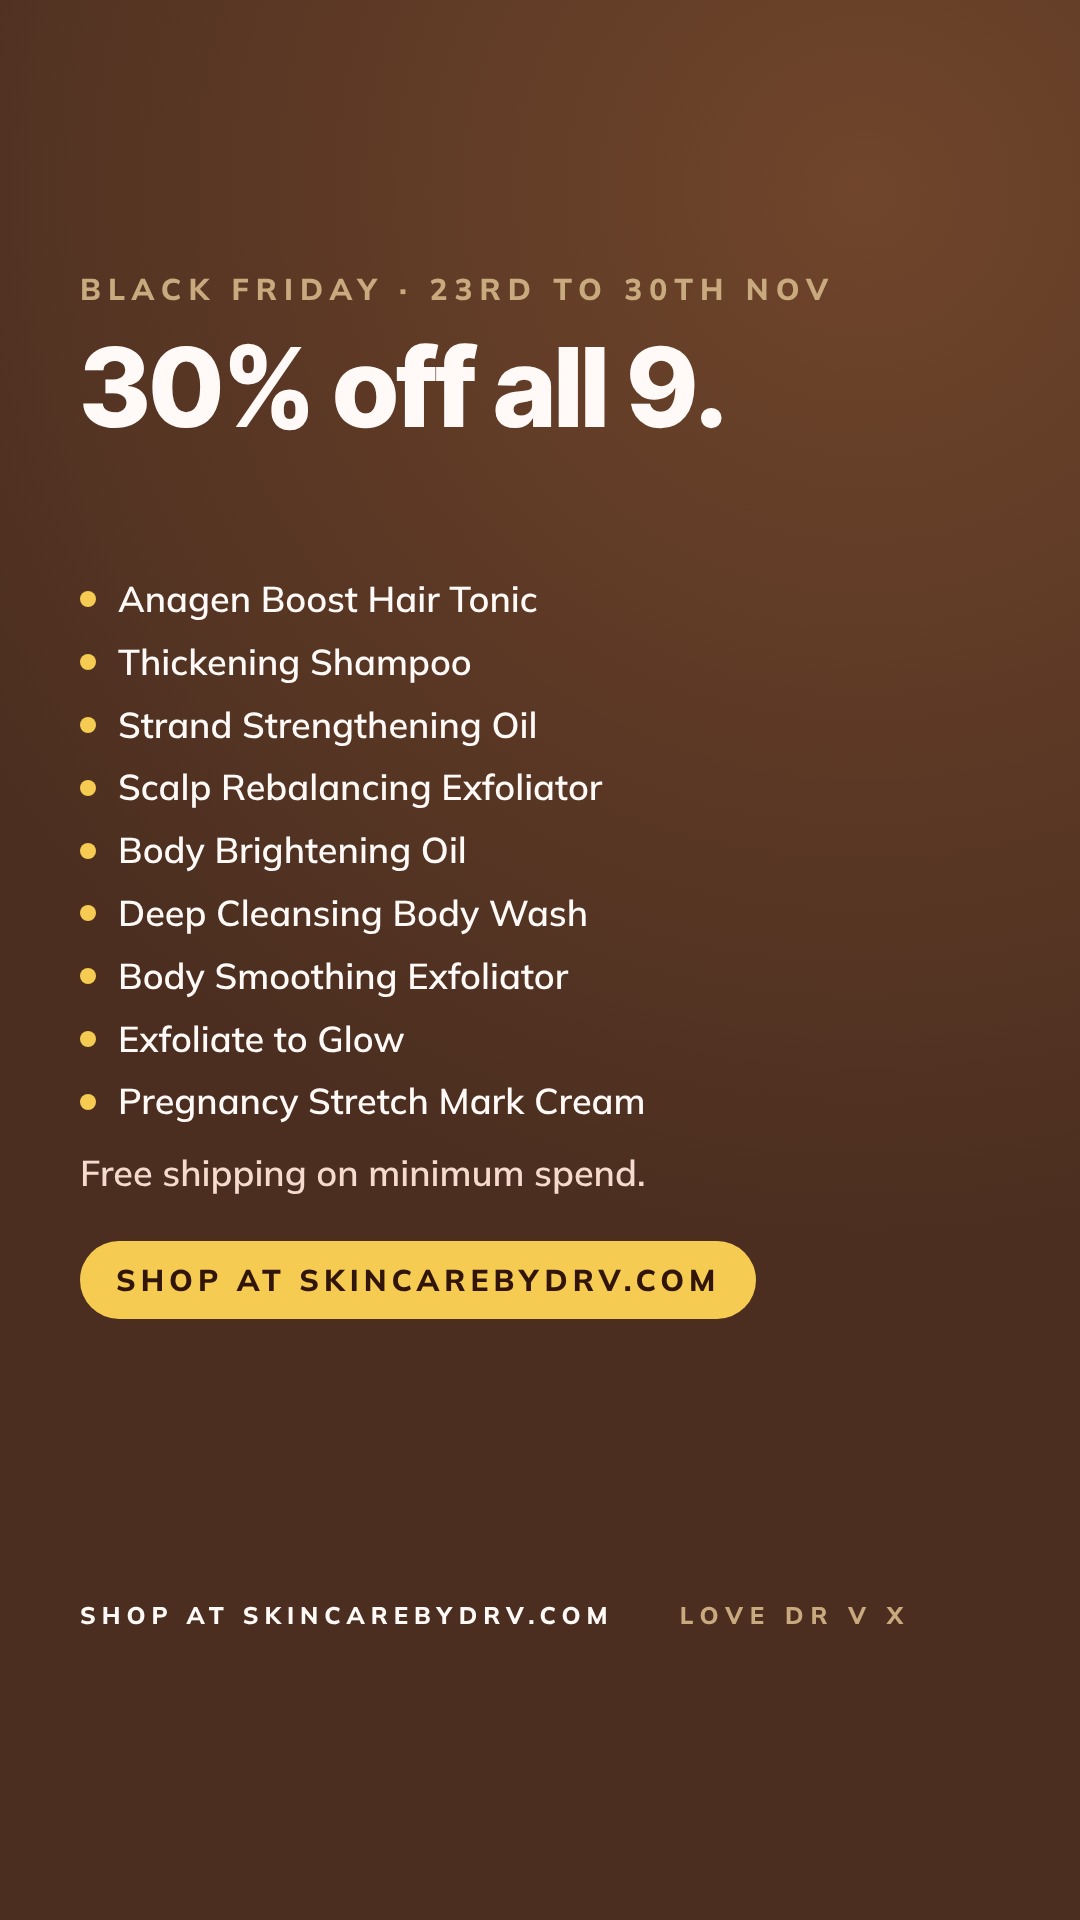 BLACK FRIDAY · 23RD TO 30TH NOV
30% off all 9.
Anagen Boost Hair Tonic
Thickening Shampoo
Strand Strengthening Oil
Scalp Rebalancing Exfoliator
Body Brightening Oil
Deep Cleansing Body Wash
Body Smoothing Exfoliator
Exfoliate to Glow
Pregnancy Stretch Mark Cream
Free shipping on minimum spend.
SHOP AT SKINCAREBYDRV.COM
SHOP AT SKINCAREBYDRV.COM LOVE DR V X